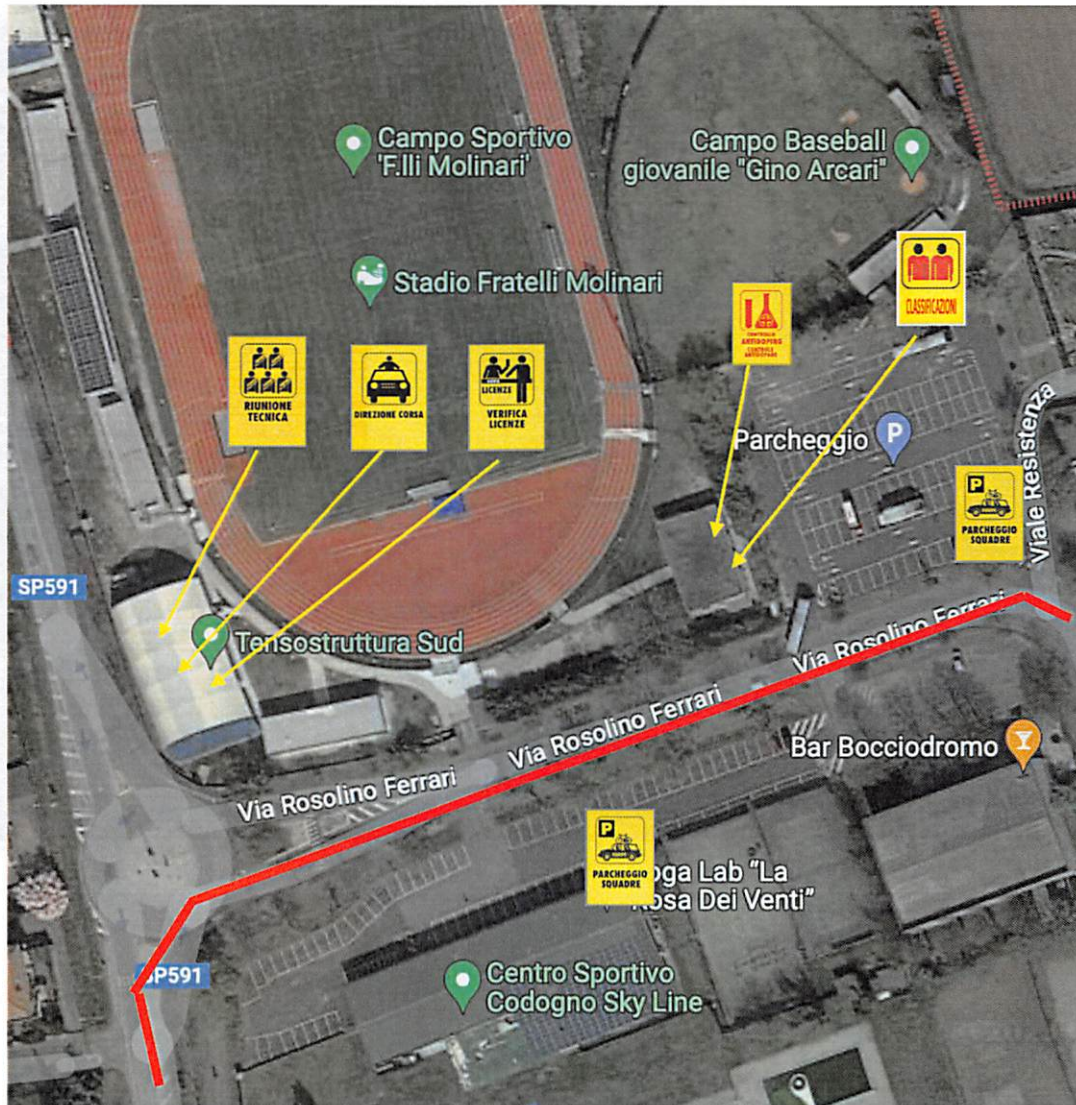 Campo Sportivo
'F.lli Molinari'
Campo Baseball
giovanile "Gino Arcari"
Stadio Fratelli Molinari
CLASSIFICAZIONI
CONTROLLO
ANTIDOPING
CONTROLE
ANTIDOPAGE
RIUNIONE
TECNICA
DIREZIONE CORSA
LICENZE
VERIFICA
LICENZE
Parcheggio
P
Viale Resistenza
P
PARCHEGGIO
SQUADRE
SP591
Tensostruttura Sud
Via Rosolino Ferrari
Via Rosolino Ferrari
Via Rosolino Ferrari
Bar Bocciodromo
P
PARCHEGGIO
SQUADRE
oga Lab "La
Rosa Dei Venti"
SP591
Centro Sportivo
Codogno Sky Line